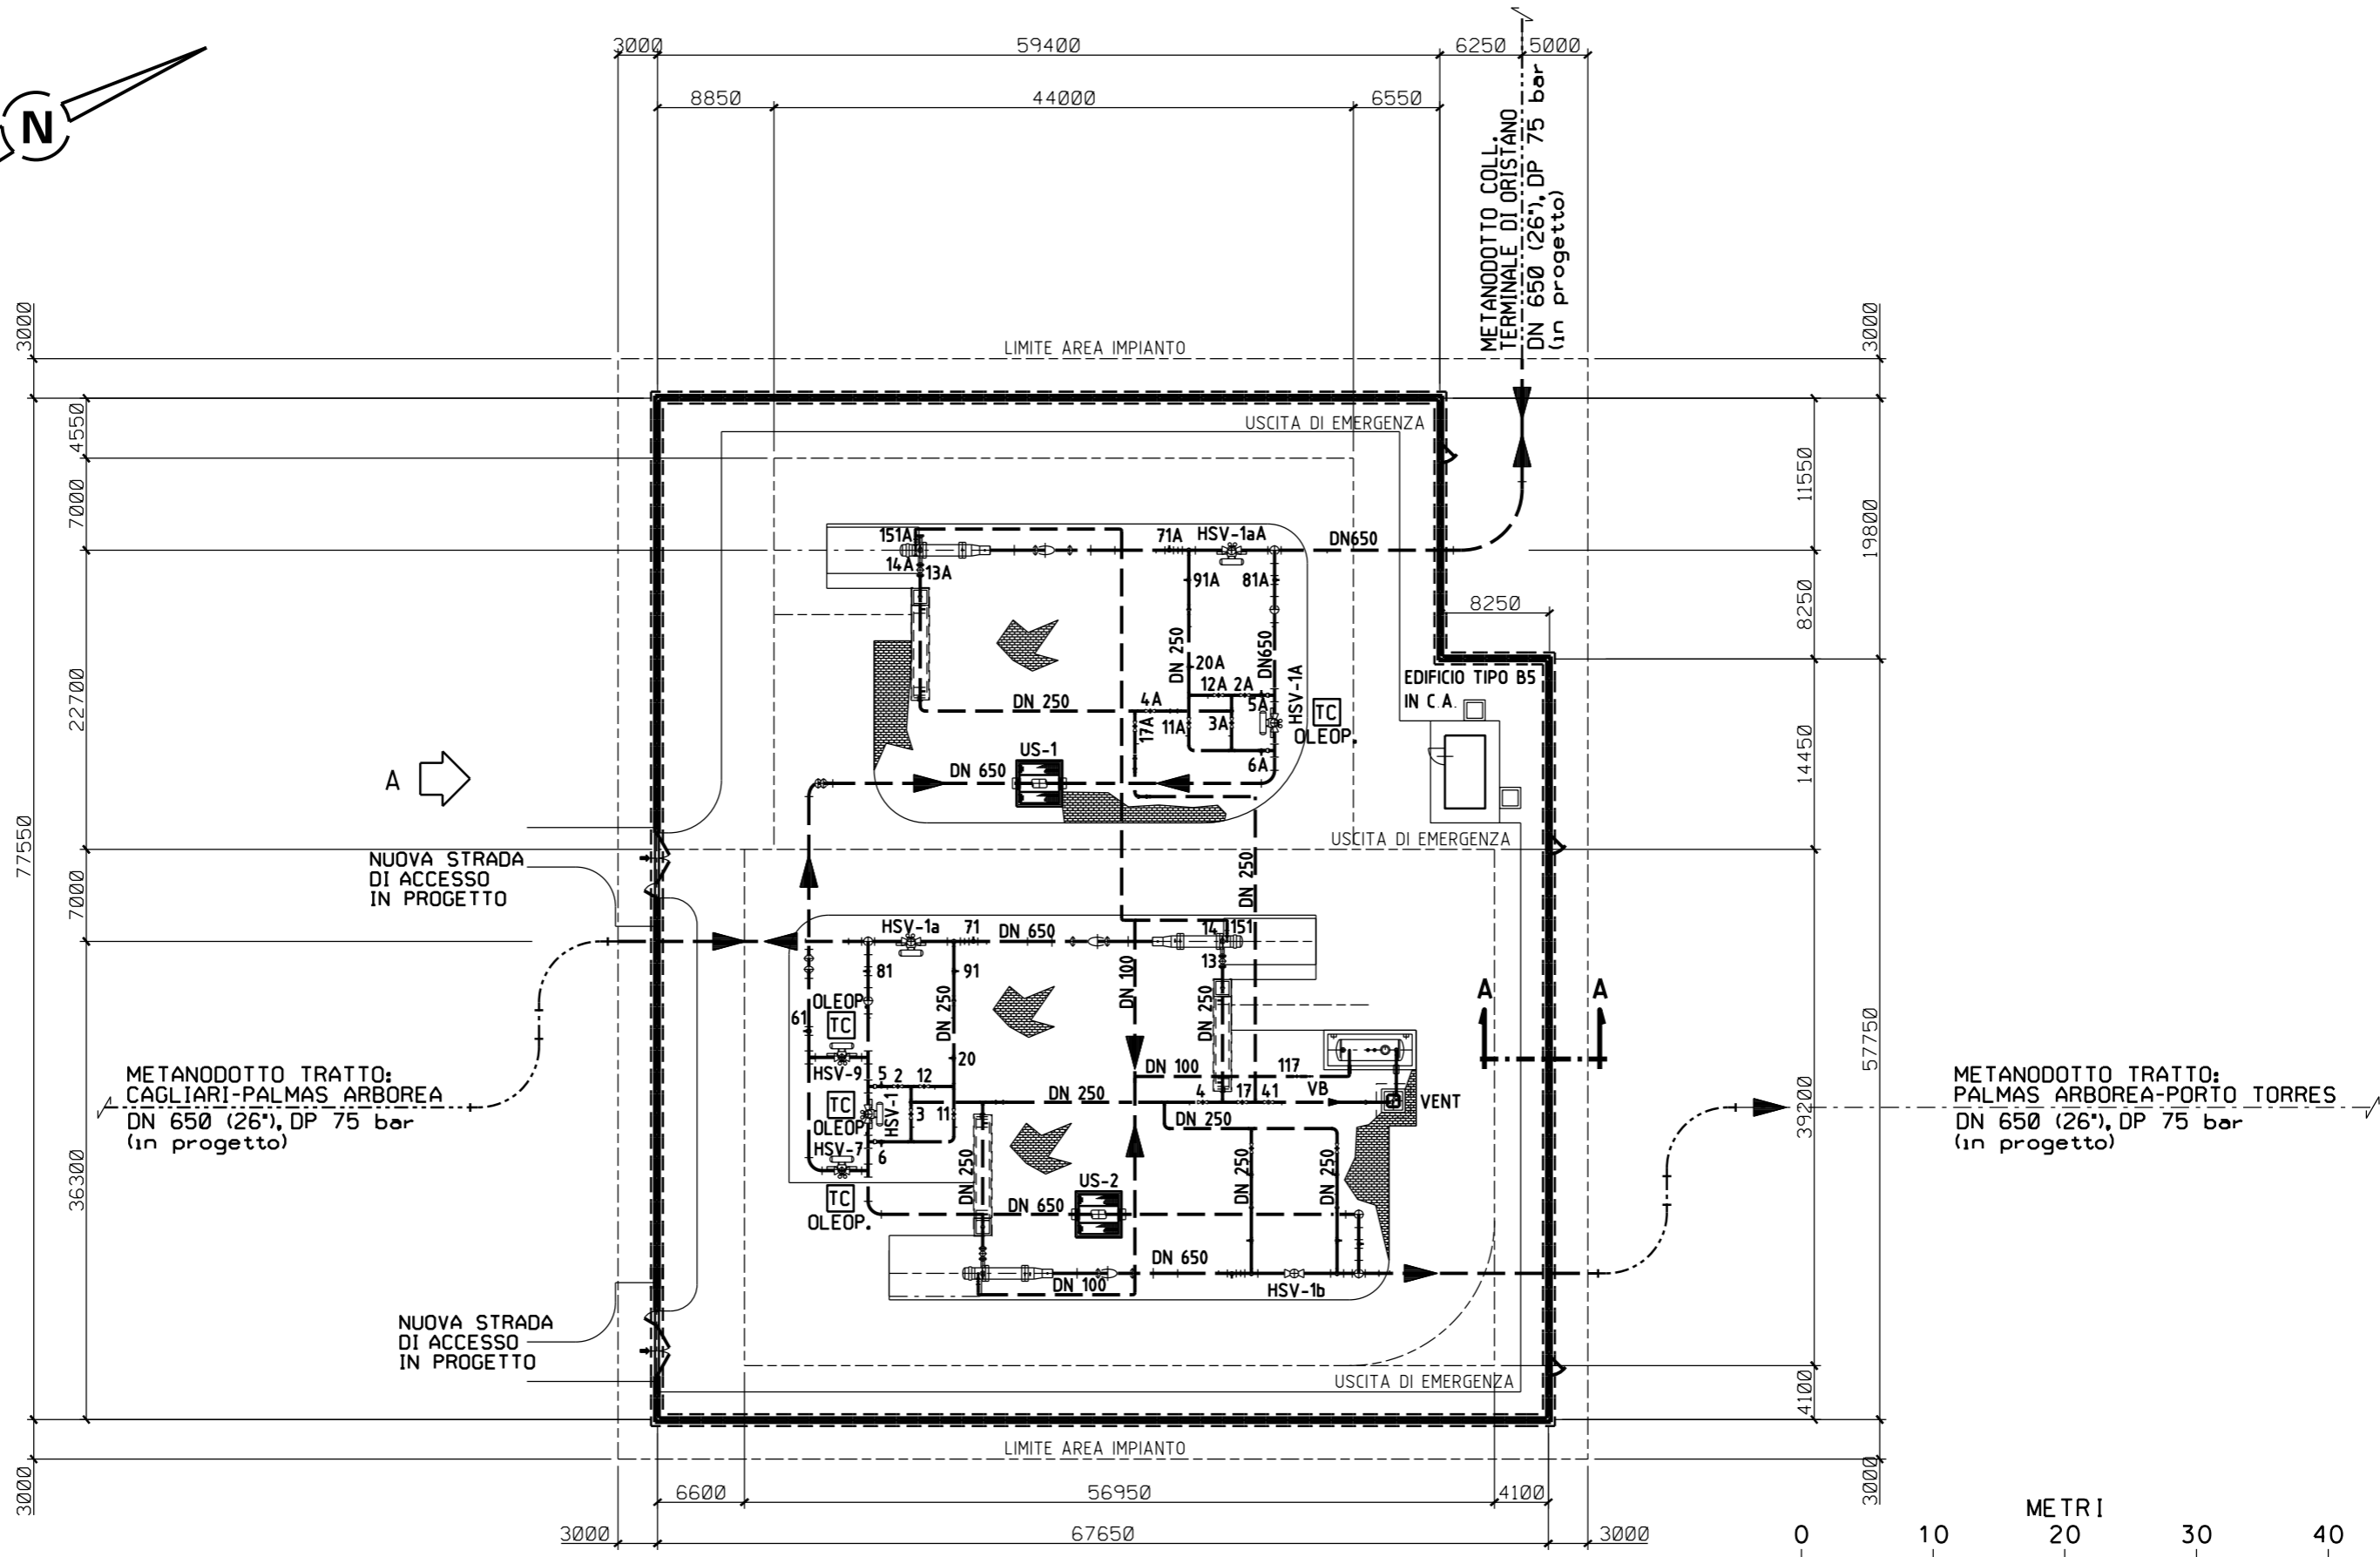 3000
59400
6250
5000
8850
44000
6550
N
METANODOTTO COLL.
TERMINALE DI ORISTANO
DN 650 (26"), DP 75 bar
(in progetto)
3000
3000
LIMITE AREA IMPIANTO
4550
USCITA DI EMERGENZA
11550
7000
19800
151A
71A
HSV-1aA
DN650
14A
13A
91A
81A
8250
8250
DN 250
DN650
20A
EDIFICIO TIPO B5
IN C.A.
22700
12A
2A
DN 250
4A
5A
HSV-1A
TC
17A
11A
3A
OLEOP.
US-1
6A
A
DN 650
14450
77550
USCITA DI EMERGENZA
NUOVA STRADA
DI ACCESSO
IN PROGETTO
DN 250
7000
HSV-1a
71
DN 650
14
151
81
91
13
DN 100
A
A
OLEOP.
DN 250
DN 250
61
TC
57750
20
DN 100
117
HSV-9
5
2
12
METANODOTTO TRATTO:
CAGLIARI-PALMAS ARBOREA
DN 650 (26"), DP 75 bar
(in progetto)
VB
METANODOTTO TRATTO:
PALMAS ARBOREA-PORTO TORRES
DN 650 (26"), DP 75 bar
(in progetto)
TC
HSV-1
DN 250
4
17
41
VENT
3
11
39200
OLEOP.
DN 250
HSV-7
6
36300
DN 250
DN 250
DN 250
TC
US-2
OLEOP.
DN 650
DN 650
DN 100
HSV-1b
NUOVA STRADA
DI ACCESSO
IN PROGETTO
USCITA DI EMERGENZA
4100
LIMITE AREA IMPIANTO
3000
3000
6600
56950
4100
3000
67650
3000
METRI
0
10
20
30
40